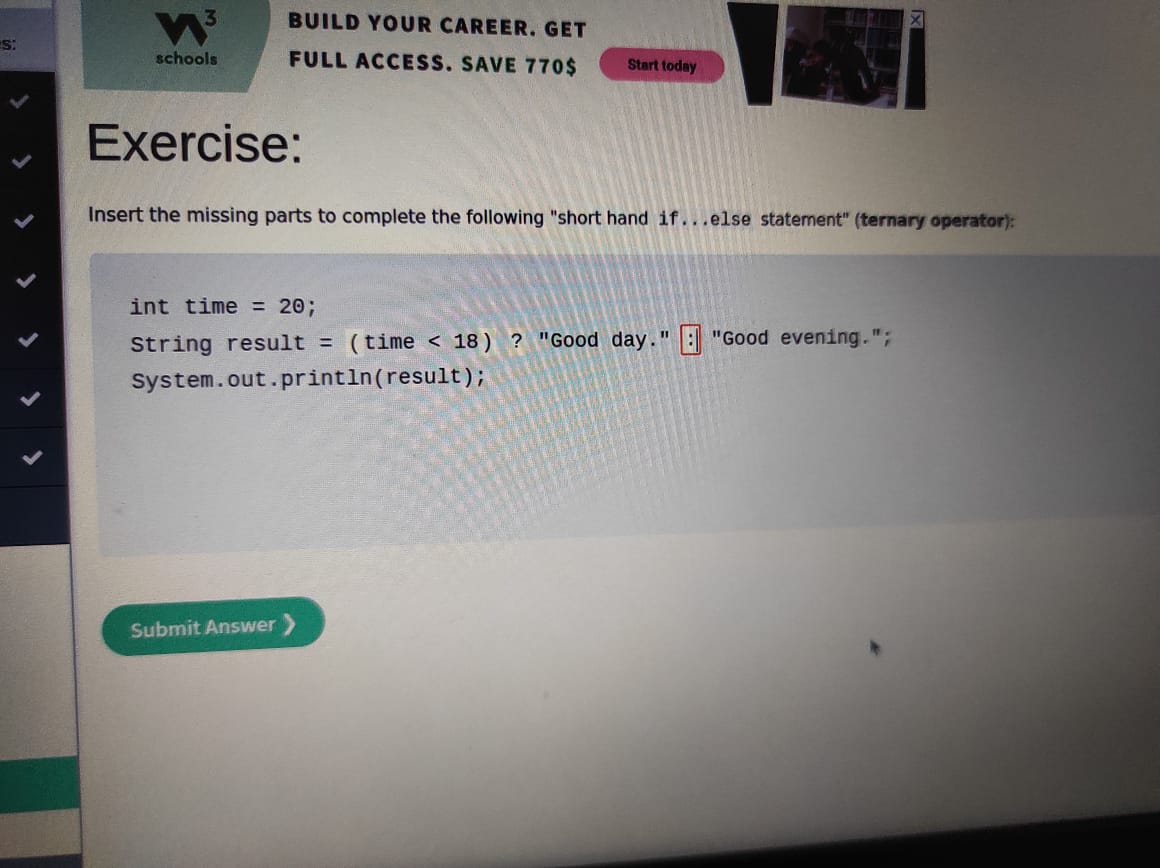 s:
W3
schools
BUILD YOUR CAREER. GET
FULL ACCESS. SAVE 770$
Start today
X
Exercise:
Insert the missing parts to complete the following "short hand if...else statement" (ternary operator):
int time = 20;
String result = (time < 18) ? "Good day." : "Good evening.";
System.out.println(result);
Submit Answer ❯